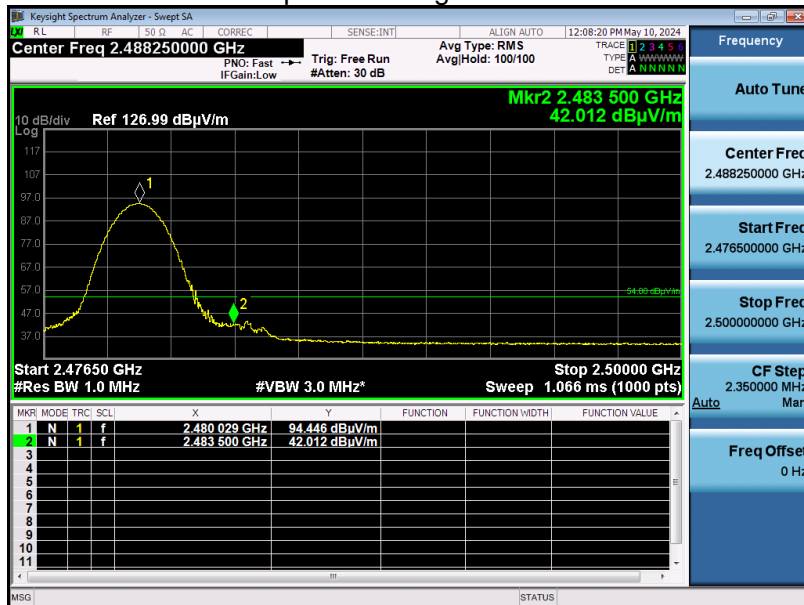 Keysight Spectrum Analyzer - Swept SA
LXI RL RF 50 Ω AC CORREC SENSE:INT ALIGN AUTO 12:08:20 PM May 10, 2024
Center Freq 2.488250000 GHz
PNO: Fast
IFGain:Low
Trig: Free Run
#Atten: 30 dB
Avg Type: RMS
Avg|Hold: 100/100
TRACE 1 2 3 4 5 6
TYPE A WWWWW
DET A N N N N N
Frequency
Auto Tune
Center Freq
2.488250000 GHz
Start Freq
2.476500000 GHz
Stop Freq
2.500000000 GHz
CF Step
2.350000 MHz
Auto Man
Freq Offset
0 Hz
Mkr2 2.483 500 GHz
42.012 dBµV/m
10 dB/div Ref 126.99 dBµV/m
Log
117
107
97.0
87.0
77.0
67.0
57.0
47.0
37.0
1
2
54.00 dBµV/m
Start 2.47650 GHz Stop 2.50000 GHz
#Res BW 1.0 MHz #VBW 3.0 MHz* Sweep 1.066 ms (1000 pts)
MKR MODE TRC SCL X Y FUNCTION FUNCTION WIDTH FUNCTION VALUE
1 N 1 f 2.480 029 GHz 94.446 dBµV/m
2 N 1 f 2.483 500 GHz 42.012 dBµV/m
3
4
5
6
7
8
9
10
11
MSG STATUS